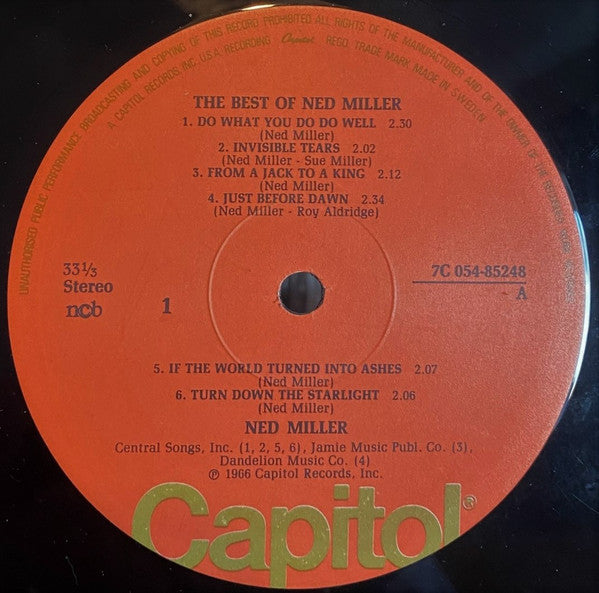 UNAUTHORISED PUBLIC PERFORMANCE BROADCASTING AND COPYING OF THIS RECORD PROHIBITED ALL RIGHTS OF THE MANUFACTURER AND OF THE OWNER OF THE RECORDED
A CAPITOL RECORDS, INC., U.S.A. RECORDING Capitol REGD TRADE MARK MADE IN SWEDEN
THE BEST OF NED MILLER
1. DO WHAT YOU DO DO WELL 2.30
(Ned Miller)
2. INVISIBLE TEARS 2.02
(Ned Miller - Sue Miller)
3. FROM A JACK TO A KING 2.12
(Ned Miller)
4. JUST BEFORE DAWN 2.34
(Ned Miller - Roy Aldridge)
33⅓
Stereo
ncb
1
7C 054-85248
A
5. IF THE WORLD TURNED INTO ASHES 2.07
(Ned Miller)
6. TURN DOWN THE STARLIGHT 2.06
(Ned Miller)
NED MILLER
Central Songs, Inc. (1, 2, 5, 6), Jamie Music Publ. Co. (3),
Dandelion Music Co. (4)
℗ 1966 Capitol Records, Inc.
Capitol®